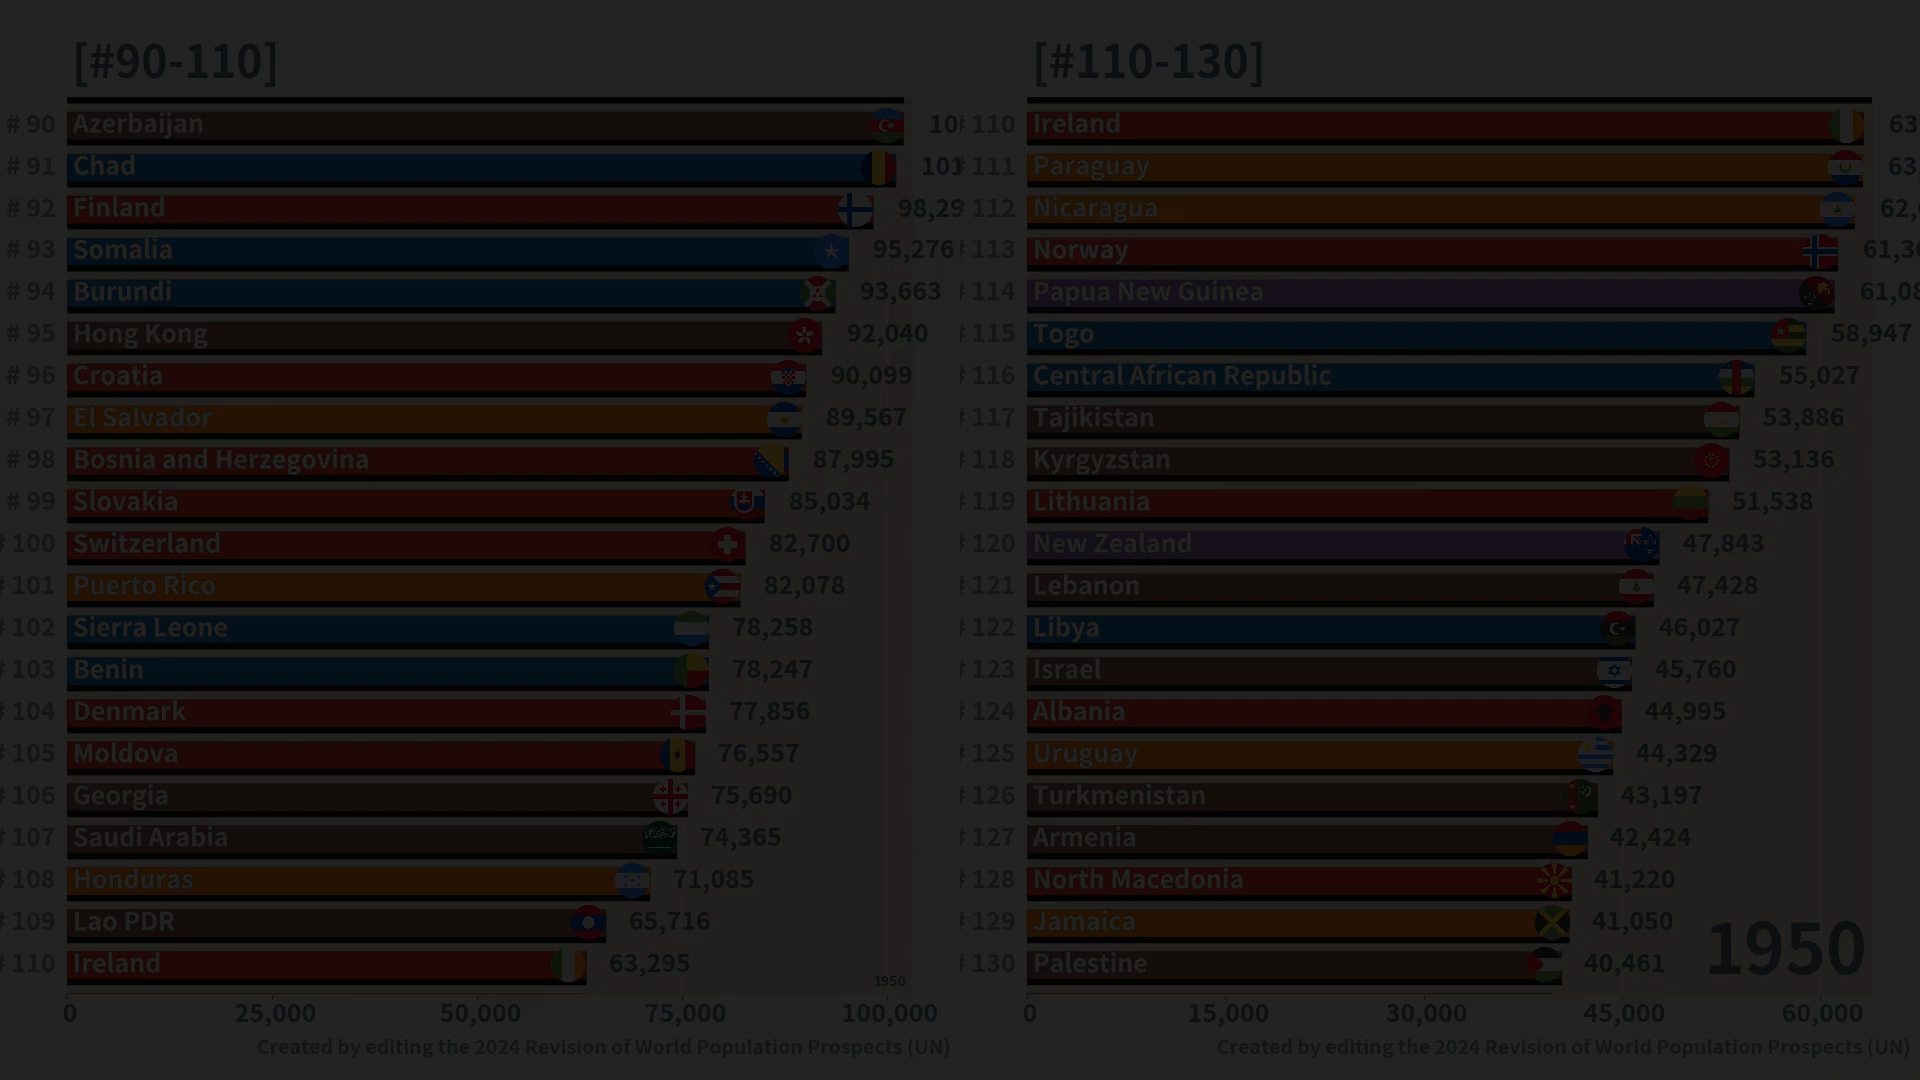 [#90-110]
# 90 Azerbaijan
# 91 Chad
# 92 Finland
# 93 Somalia 95,276
# 94 Burundi 93,663
# 95 Hong Kong 92,040
# 96 Croatia 90,099
# 97 El Salvador 89,567
# 98 Bosnia and Herzegovina 87,995
# 99 Slovakia 85,034
# 100 Switzerland 82,700
# 101 Puerto Rico 82,078
# 102 Sierra Leone 78,258
# 103 Benin 78,247
# 104 Denmark 77,856
# 105 Moldova 76,557
# 106 Georgia 75,690
# 107 Saudi Arabia 74,365
# 108 Honduras 71,085
# 109 Lao PDR 65,716
# 110 Ireland 63,295
1950
0 25,000 50,000 75,000 100,000
Created by editing the 2024 Revision of World Population Prospects (UN)
[#110-130]
# 110 Ireland
# 111 Paraguay
# 112 Nicaragua
# 113 Norway
# 114 Papua New Guinea
# 115 Togo 58,947
# 116 Central African Republic 55,027
# 117 Tajikistan 53,886
# 118 Kyrgyzstan 53,136
# 119 Lithuania 51,538
# 120 New Zealand 47,843
# 121 Lebanon 47,428
# 122 Libya 46,027
# 123 Israel 45,760
# 124 Albania 44,995
# 125 Uruguay 44,329
# 126 Turkmenistan 43,197
# 127 Armenia 42,424
# 128 North Macedonia 41,220
# 129 Jamaica 41,050
# 130 Palestine 40,461
1950
0 15,000 30,000 45,000 60,000
Created by editing the 2024 Revision of World Population Prospects (UN)